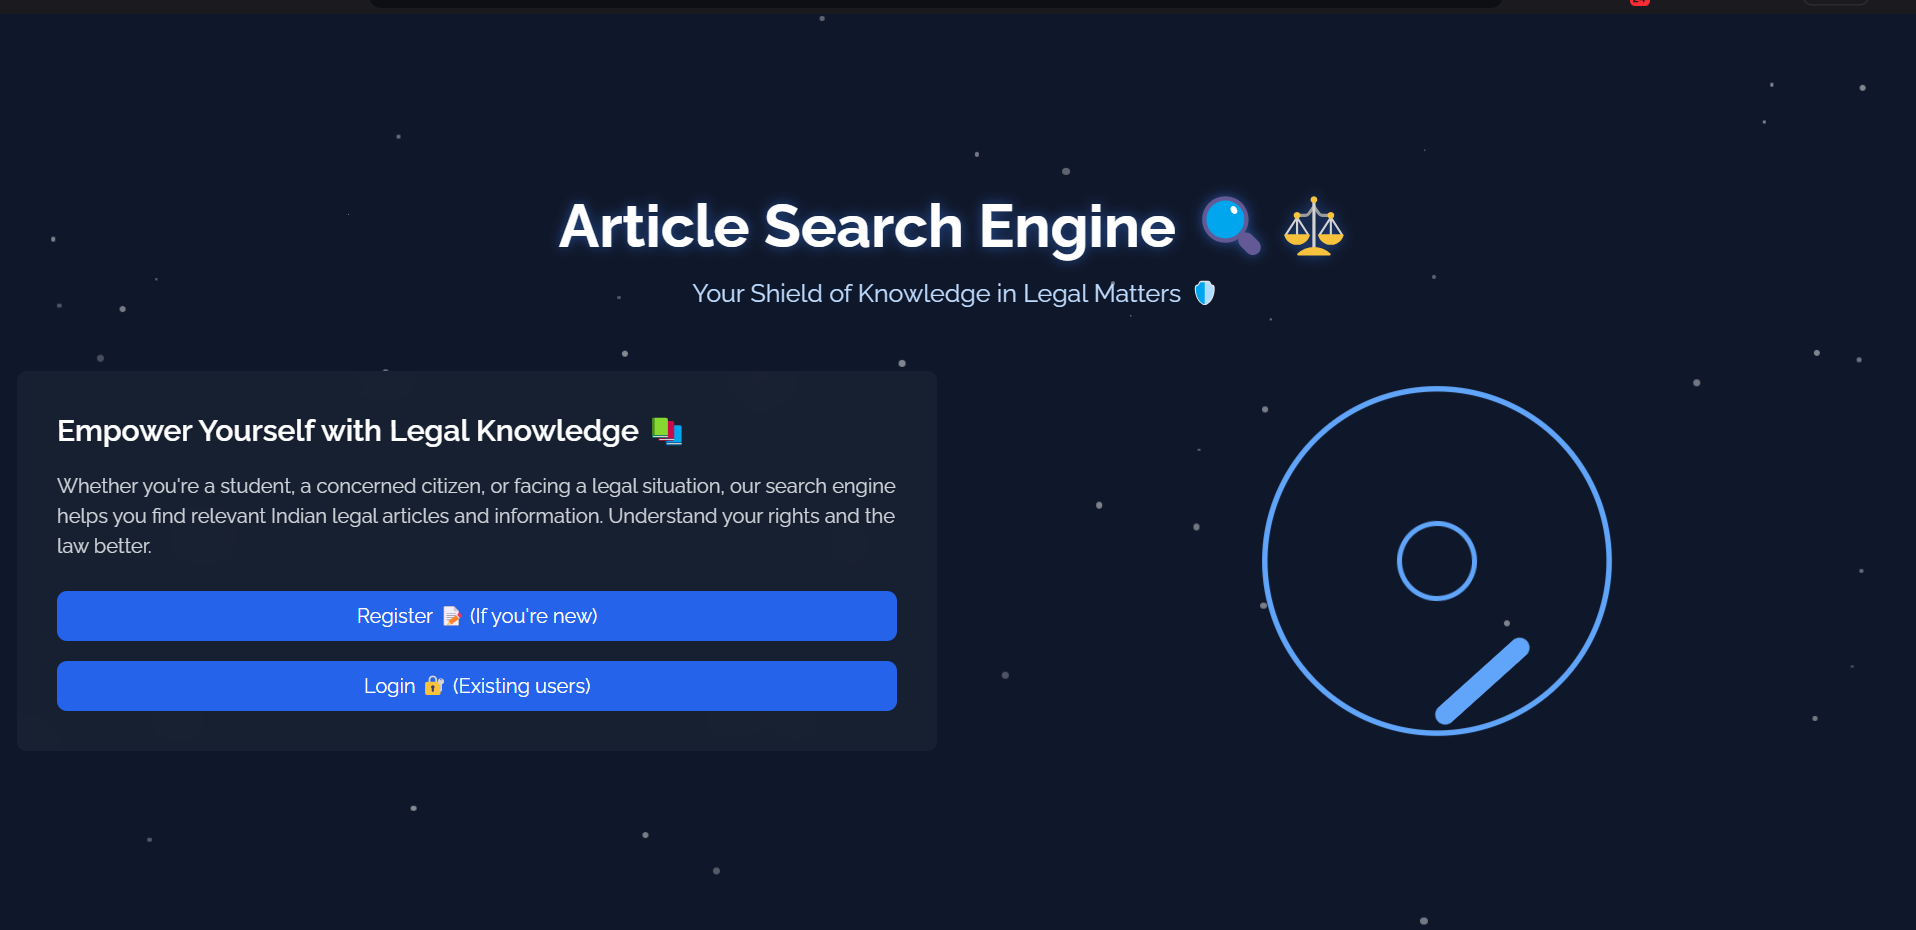 Article Search Engine 🔍 ⚖️
Your Shield of Knowledge in Legal Matters 🛡️
Empower Yourself with Legal Knowledge 📚
Whether you're a student, a concerned citizen, or facing a legal situation, our search engine
helps you find relevant Indian legal articles and information. Understand your rights and the
law better.
Register 📝 (If you're new)
Login 🔐 (Existing users)